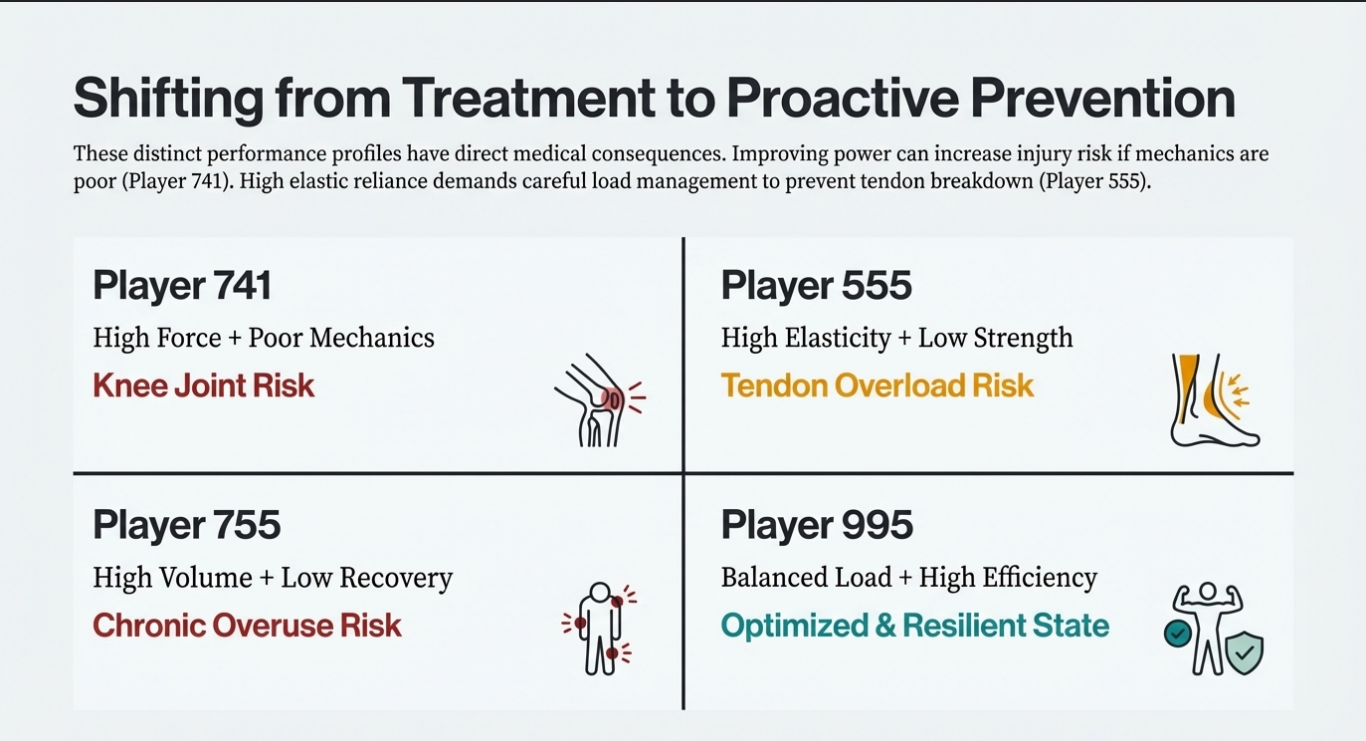 Shifting from Treatment to Proactive Prevention
These distinct performance profiles have direct medical consequences. Improving power can increase injury risk if mechanics are
poor (Player 741). High elastic reliance demands careful load management to prevent tendon breakdown (Player 555).
Player 741
High Force + Poor Mechanics
Knee Joint Risk
Player 555
High Elasticity + Low Strength
Tendon Overload Risk
Player 755
High Volume + Low Recovery
Chronic Overuse Risk
Player 995
Balanced Load + High Efficiency
Optimized & Resilient State